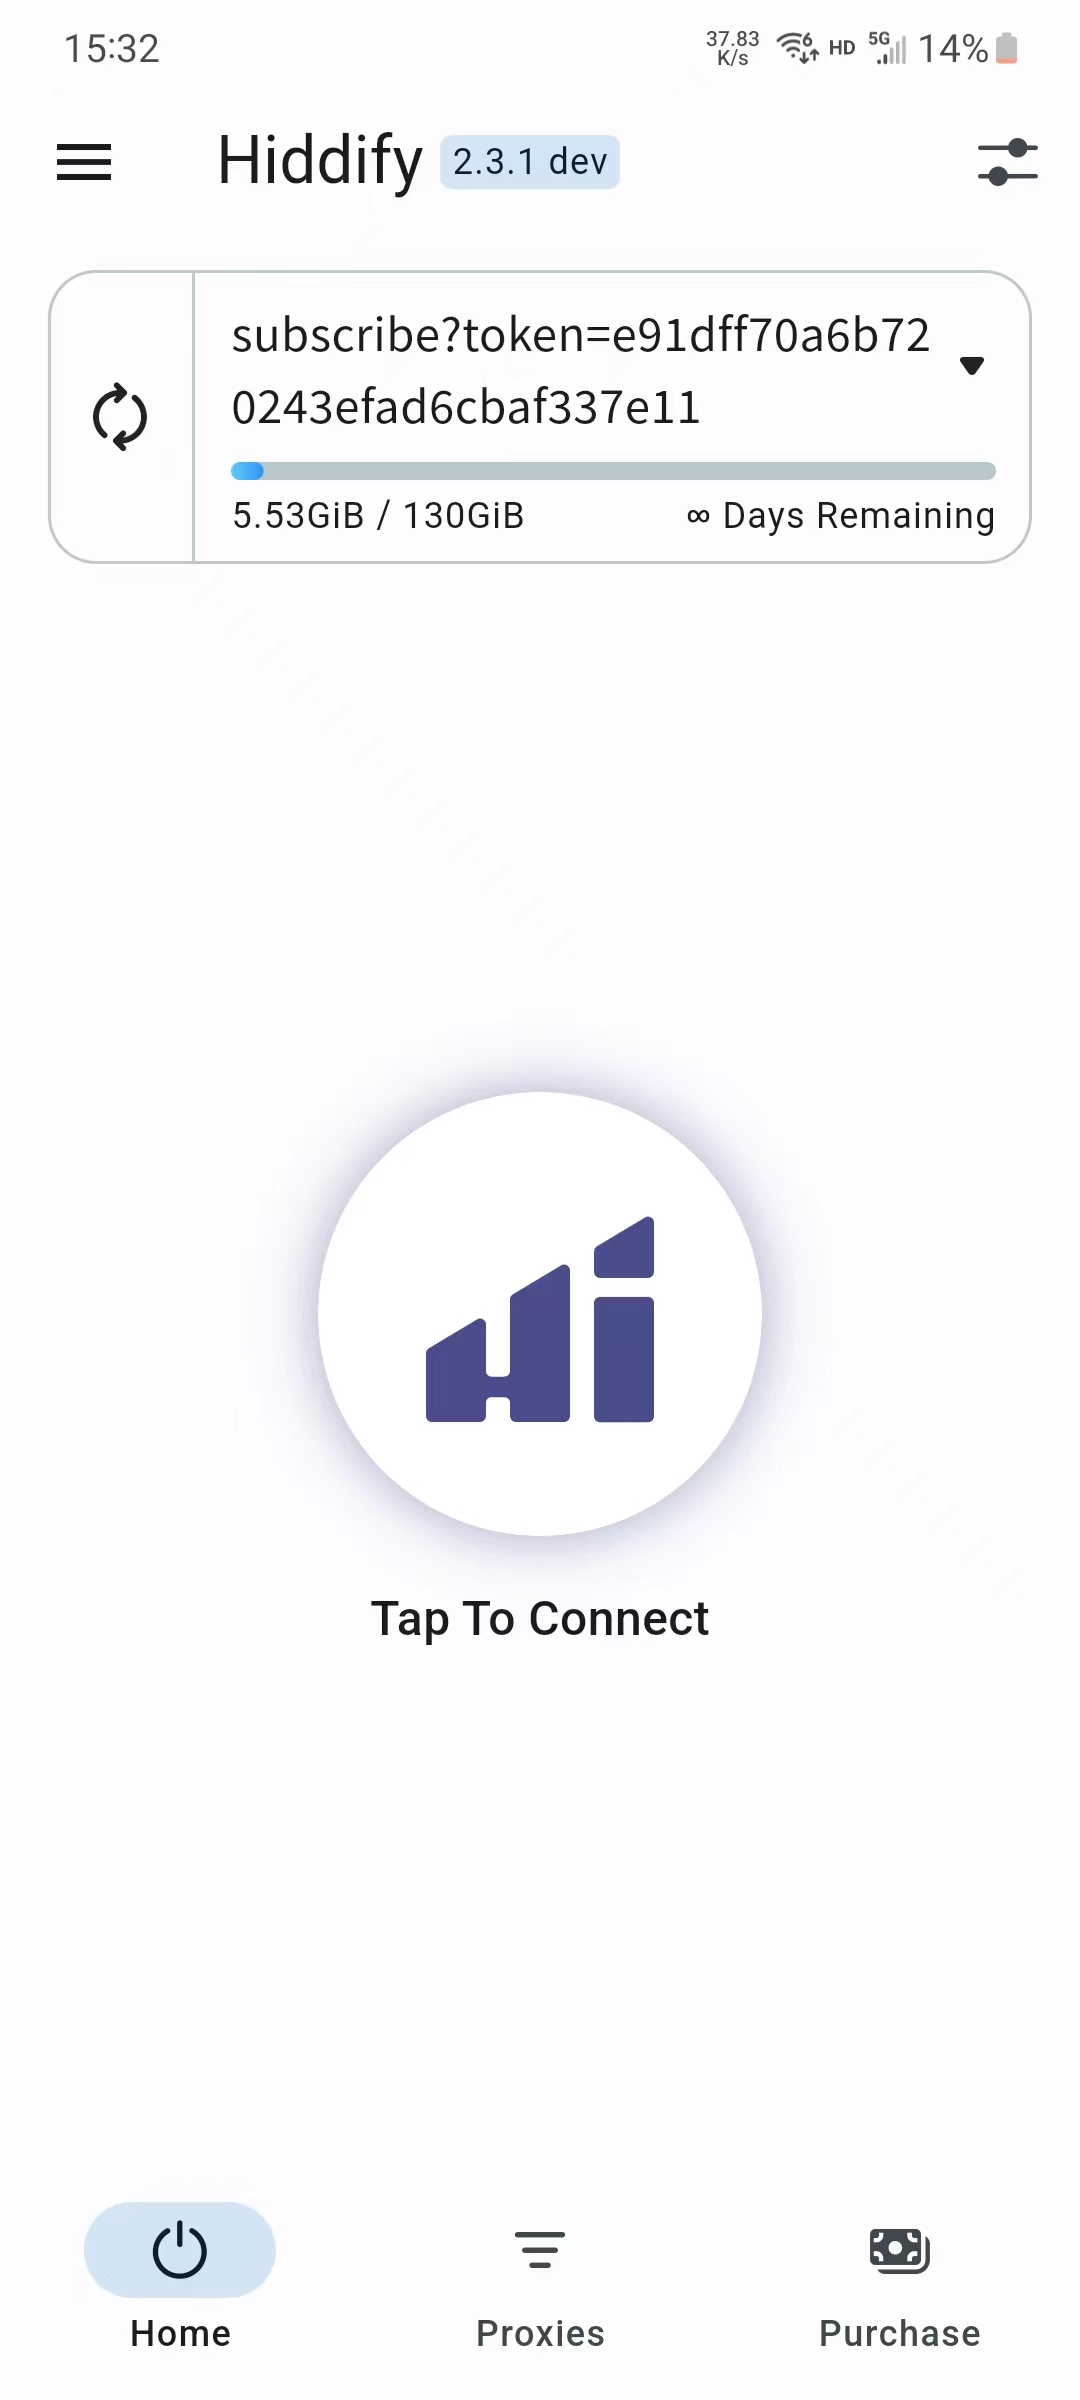 15:32
37.83
K/s
6
HD
5G
14%
Hiddify 2.3.1 dev
subscribe?token=e91dff70a6b72
0243efad6cbaf337e11
5.53GiB / 130GiB
∞ Days Remaining
Tap To Connect
Home
Proxies
Purchase